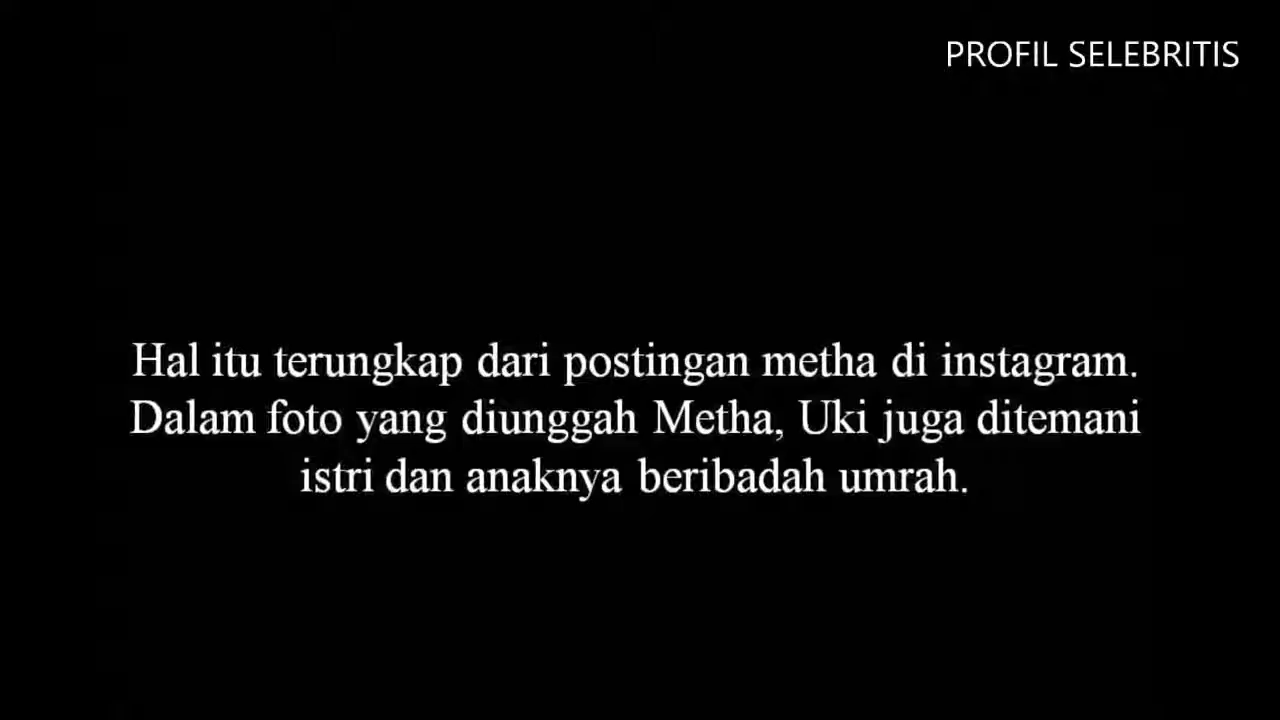 PROFIL SELEBRITIS
Hal itu terungkap dari postingan metha di instagram.
Dalam foto yang diunggah Metha, Uki juga ditemani
istri dan anaknya beribadah umrah.